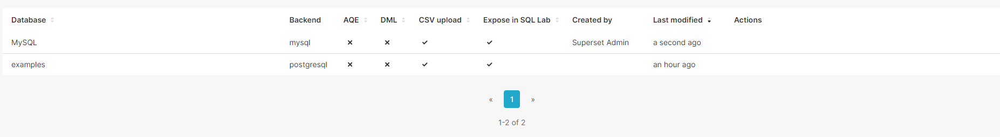 Database Backend AQE DML CSV upload Expose in SQL Lab Created by Last modified Actions
MySQL mysql Superset Admin a second ago
examples postgresql an hour ago
« 1 »
1-2 of 2